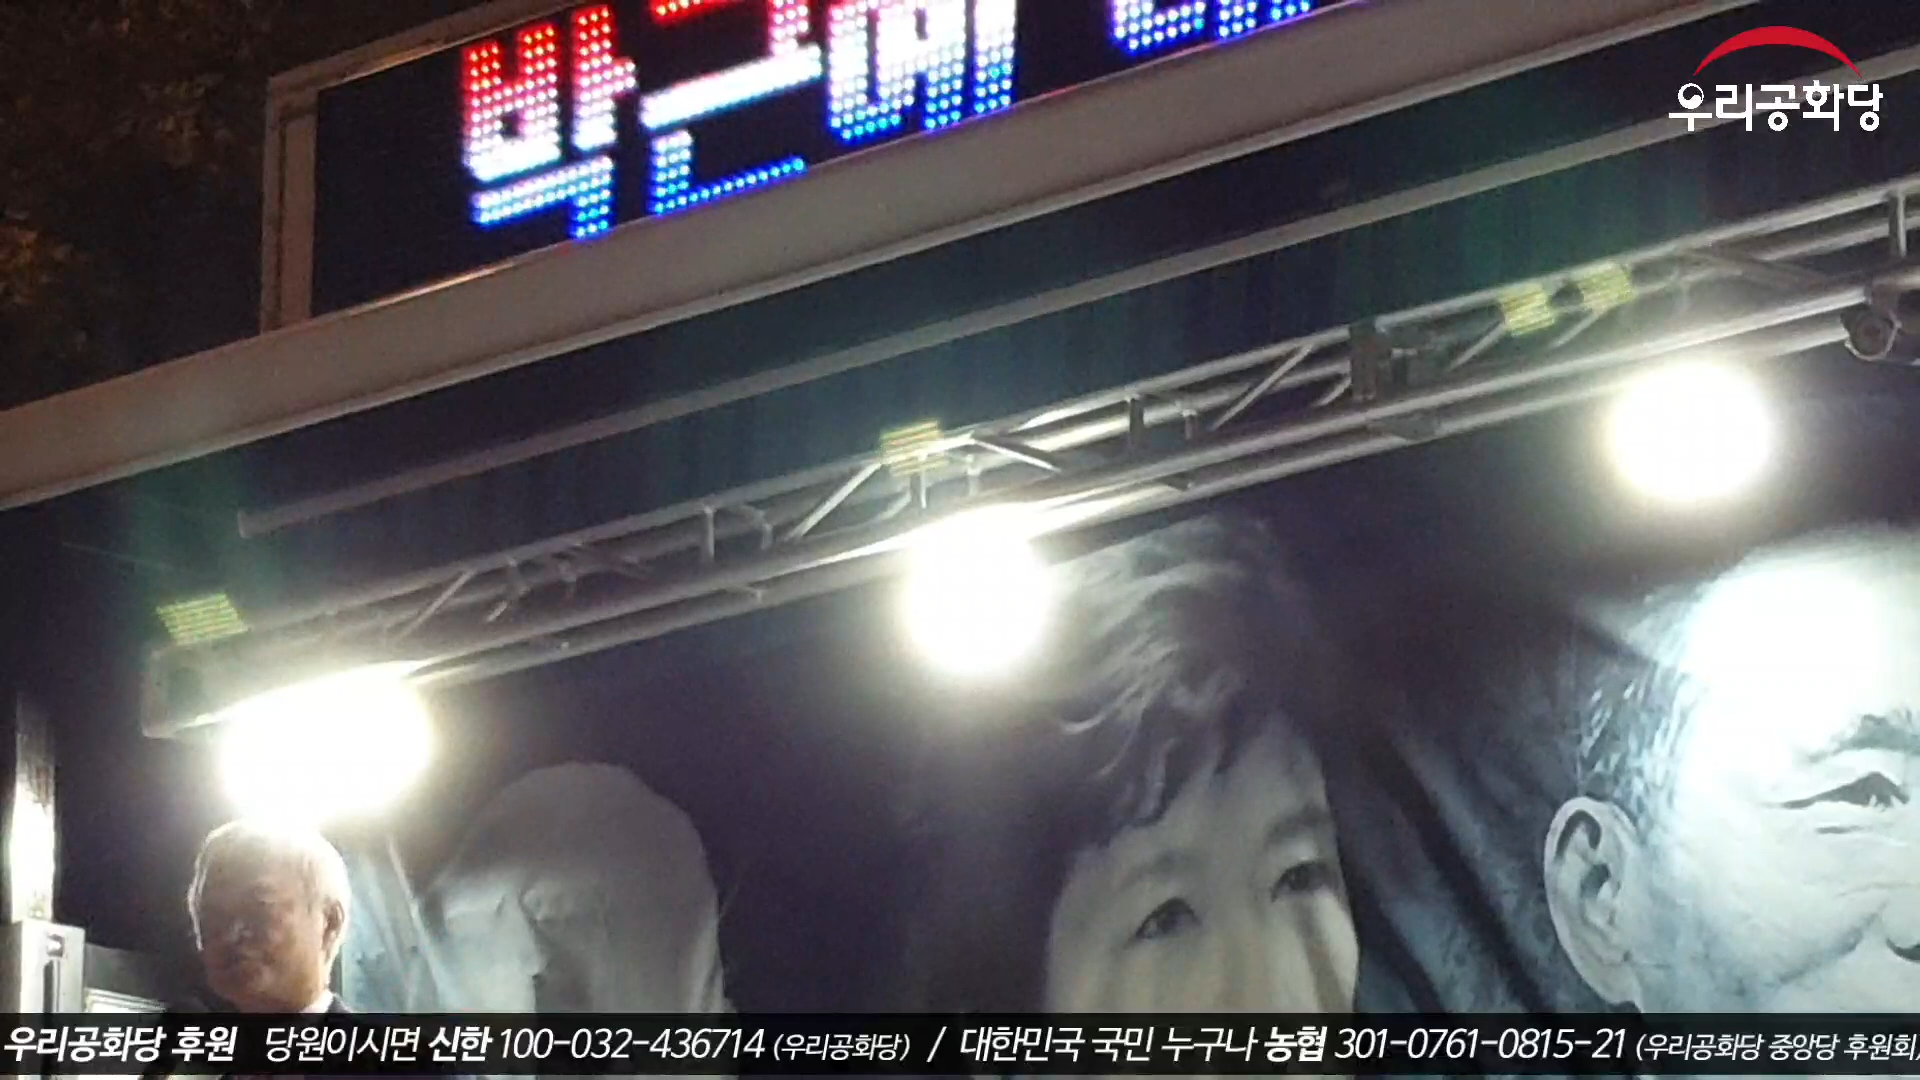 박근혜
우리공화당
우리공화당 후원 당원이시면 신한 100-032-436714 (우리공화당) / 대한민국 국민 누구나 농협 301-0761-0815-21 (우리공화당 중앙당 후원회)